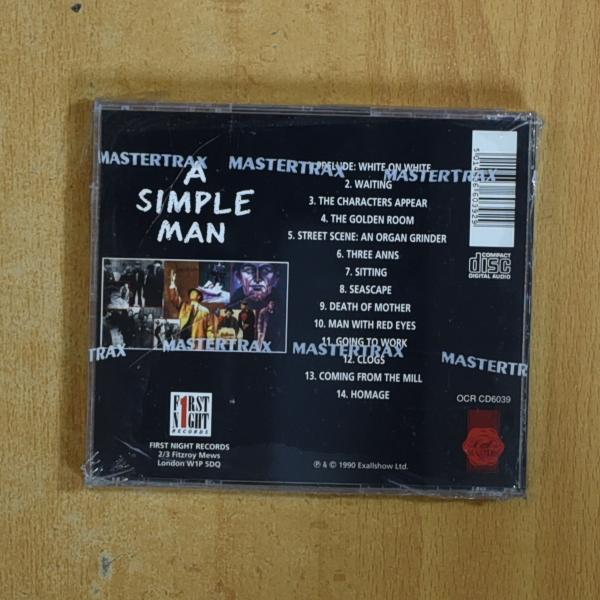 MASTERTRAX
MASTERTRAX
MASTERTRAX
A
SIMPLE
MAN
PRELUDE: WHITE ON WHITE
2. WAITING
3. THE CHARACTERS APPEAR
4. THE GOLDEN ROOM
5. STREET SCENE: AN ORGAN GRINDER
6. THREE ANNS
7. SITTING
8. SEASCAPE
9. DEATH OF MOTHER
10. MAN WITH RED EYES
11. GOING TO WORK
12. CLOGS
13. COMING FROM THE MILL
14. HOMAGE
TRAX
MASTERTRAX
MASTERTRAX
MASTERTR
COMPACT
disc
DIGITAL AUDIO
OCR CD6039
F1RST
N1GHT
RECORDS
FIRST NIGHT RECORDS
2/3 Fitzroy Mews
London W1P 5DQ
℗ & © 1990 Exallshow Ltd.
MASTERS